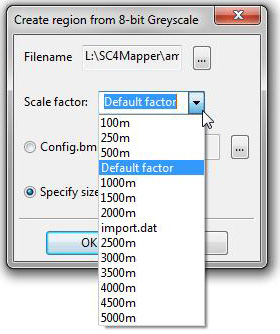 Create region from 8-bit Greyscale
Filename L:\SC4Mapper\am ...
Scale factor: Default factor
100m
250m
500m
Default factor
1000m
1500m
2000m
import.dat
2500m
3000m
3500m
4000m
4500m
5000m
Config.bm ...
Specify size
OK